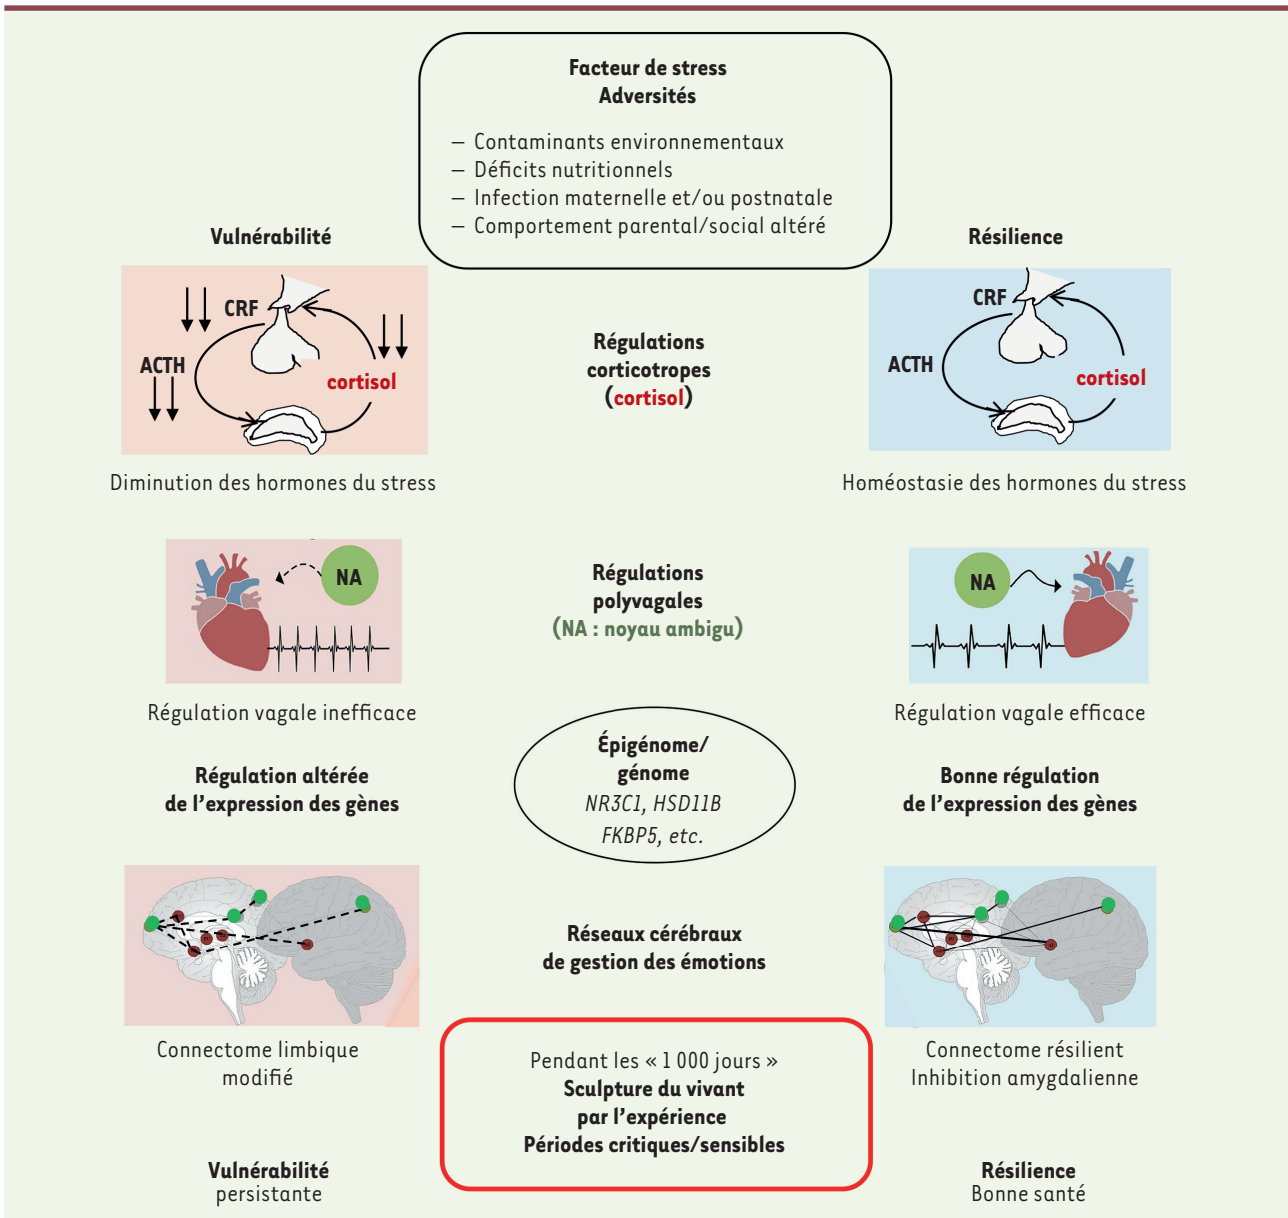 Facteur de stress
Adversités
– Contaminants environnementaux
– Déficits nutritionnels
– Infection maternelle et/ou postnatale
– Comportement parental/social altéré
Vulnérabilité
Résilience
CRF
ACTH
cortisol
Régulations
corticotropes
(cortisol)
CRF
ACTH
cortisol
Diminution des hormones du stress
Homéostasie des hormones du stress
NA
Régulations
polyvagales
(NA : noyau ambigu)
NA
Régulation vagale inefficace
Régulation vagale efficace
Épigénome/
génome
NR3C1, HSD11B
FKBP5, etc.
Régulation altérée
de l’expression des gènes
Bonne régulation
de l’expression des gènes
Réseaux cérébraux
de gestion des émotions
Connectome limbique
modifié
Connectome résilient
Inhibition amygdalienne
Pendant les « 1 000 jours »
Sculpture du vivant
par l’expérience
Périodes critiques/sensibles
Vulnérabilité
persistante
Résilience
Bonne santé